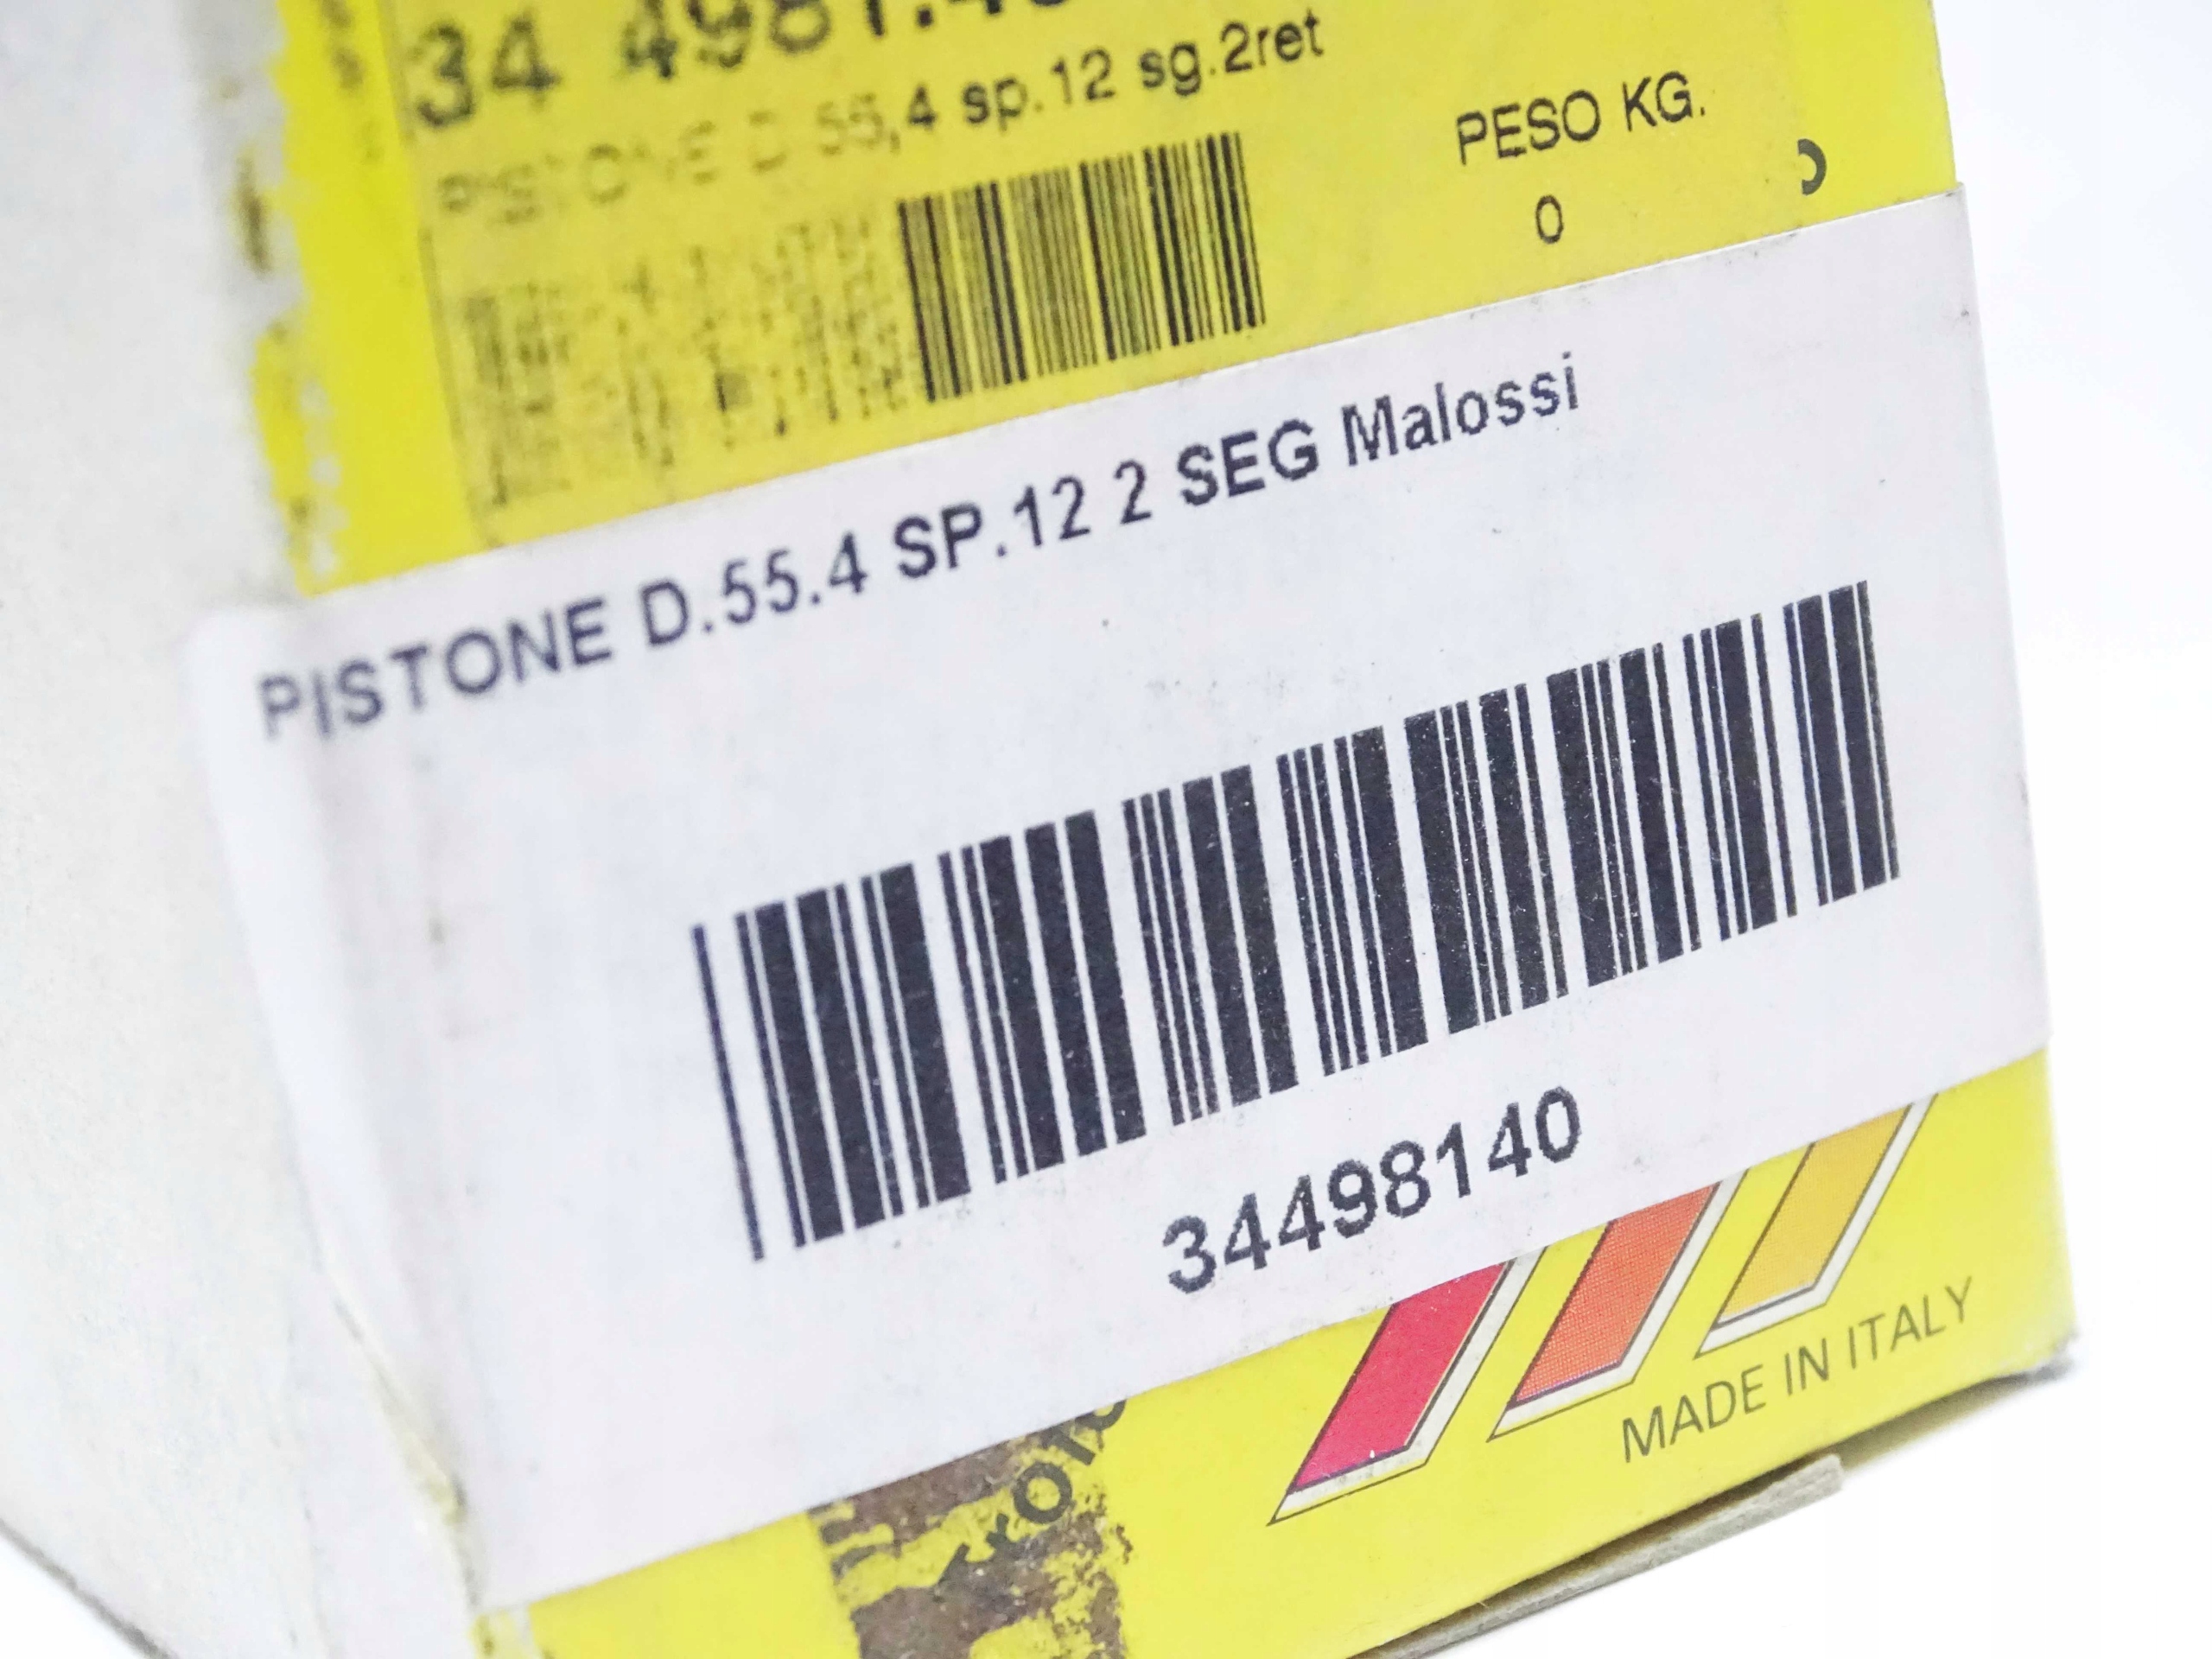 34 4981.40
PISTONE D.55,4 sp.12 sg.2ret
PESO KG.
0
PISTONE D.55.4 SP.12 2 SEG Malossi
34498140
MADE IN ITALY